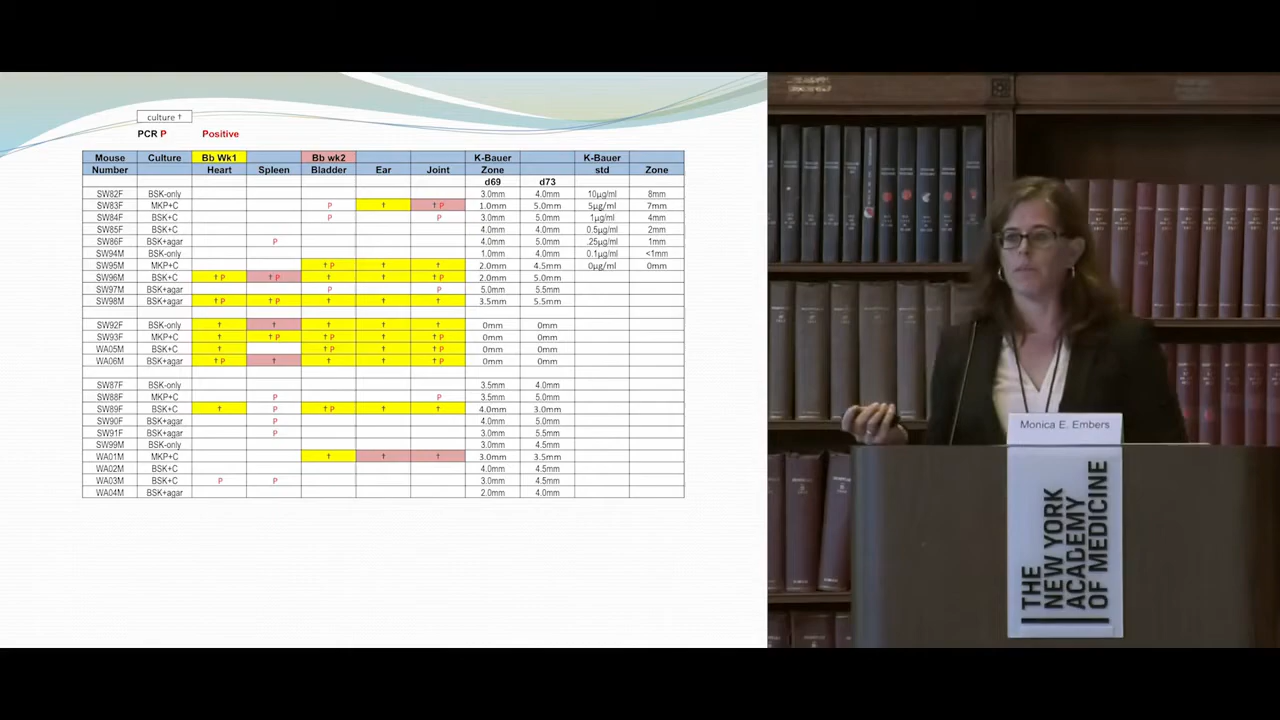 culture †
PCR P Positive
Mouse Culture Bb Wk1 Bb wk2 K-Bauer K-Bauer
Number Heart Spleen Bladder Ear Joint Zone std Zone
d69 d73
SW82F BSK-only 3.0mm 4.0mm 10µg/ml 8mm
SW83F MKP+C P † † P 1.0mm 5.0mm 5µg/ml 7mm
SW84F BSK+C P P 3.0mm 5.0mm 1µg/ml 4mm
SW85F BSK+C 4.0mm 4.0mm 0.5µg/ml 2mm
SW86F BSK+agar P 4.0mm 5.0mm .25µg/ml 1mm
SW94M BSK-only 1.0mm 4.0mm 0.1µg/ml <1mm
SW95M MKP+C † P † † 2.0mm 4.5mm 0µg/ml 0mm
SW96M BSK+C † P † P † † † P 2.0mm 5.0mm
SW97M BSK+agar P P 5.0mm 5.5mm
SW98M BSK+agar † P † P † † † 3.5mm 5.5mm
SW92F BSK-only † † † † † 0mm 0mm
SW93F MKP+C † † P † P † † P 0mm 0mm
WA05M BSK+C † † P † † P 0mm 0mm
WA06M BSK+agar † P † † † † P 0mm 0mm
SW87F BSK-only 3.5mm 4.0mm
SW88F MKP+C P P 3.5mm 5.0mm
SW89F BSK+C † P † P † † 4.0mm 3.0mm
SW90F BSK+agar P 4.0mm 5.0mm
SW91F BSK+agar P 3.0mm 5.5mm
SW99M BSK-only 3.0mm 4.5mm
WA01M MKP+C † † † 3.0mm 3.5mm
WA02M BSK+C 4.0mm 4.5mm
WA03M BSK+C P P 3.0mm 4.5mm
WA04M BSK+agar 2.0mm 4.0mm
Monica E. Embers
THE
NEW YORK
ACADEMY
OF MEDICINE